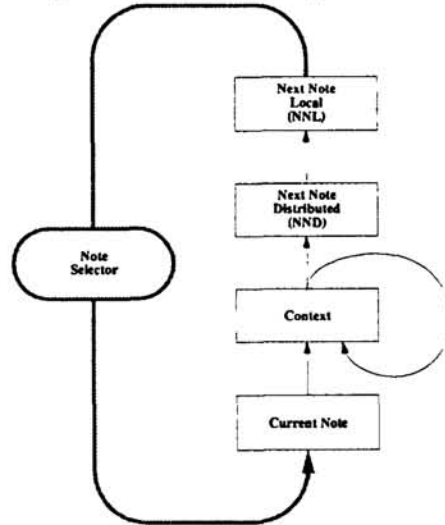 Next Note
Local
(NNL)
Next Note
Distributed
(NND)
Note
Selector
Context
Current Note